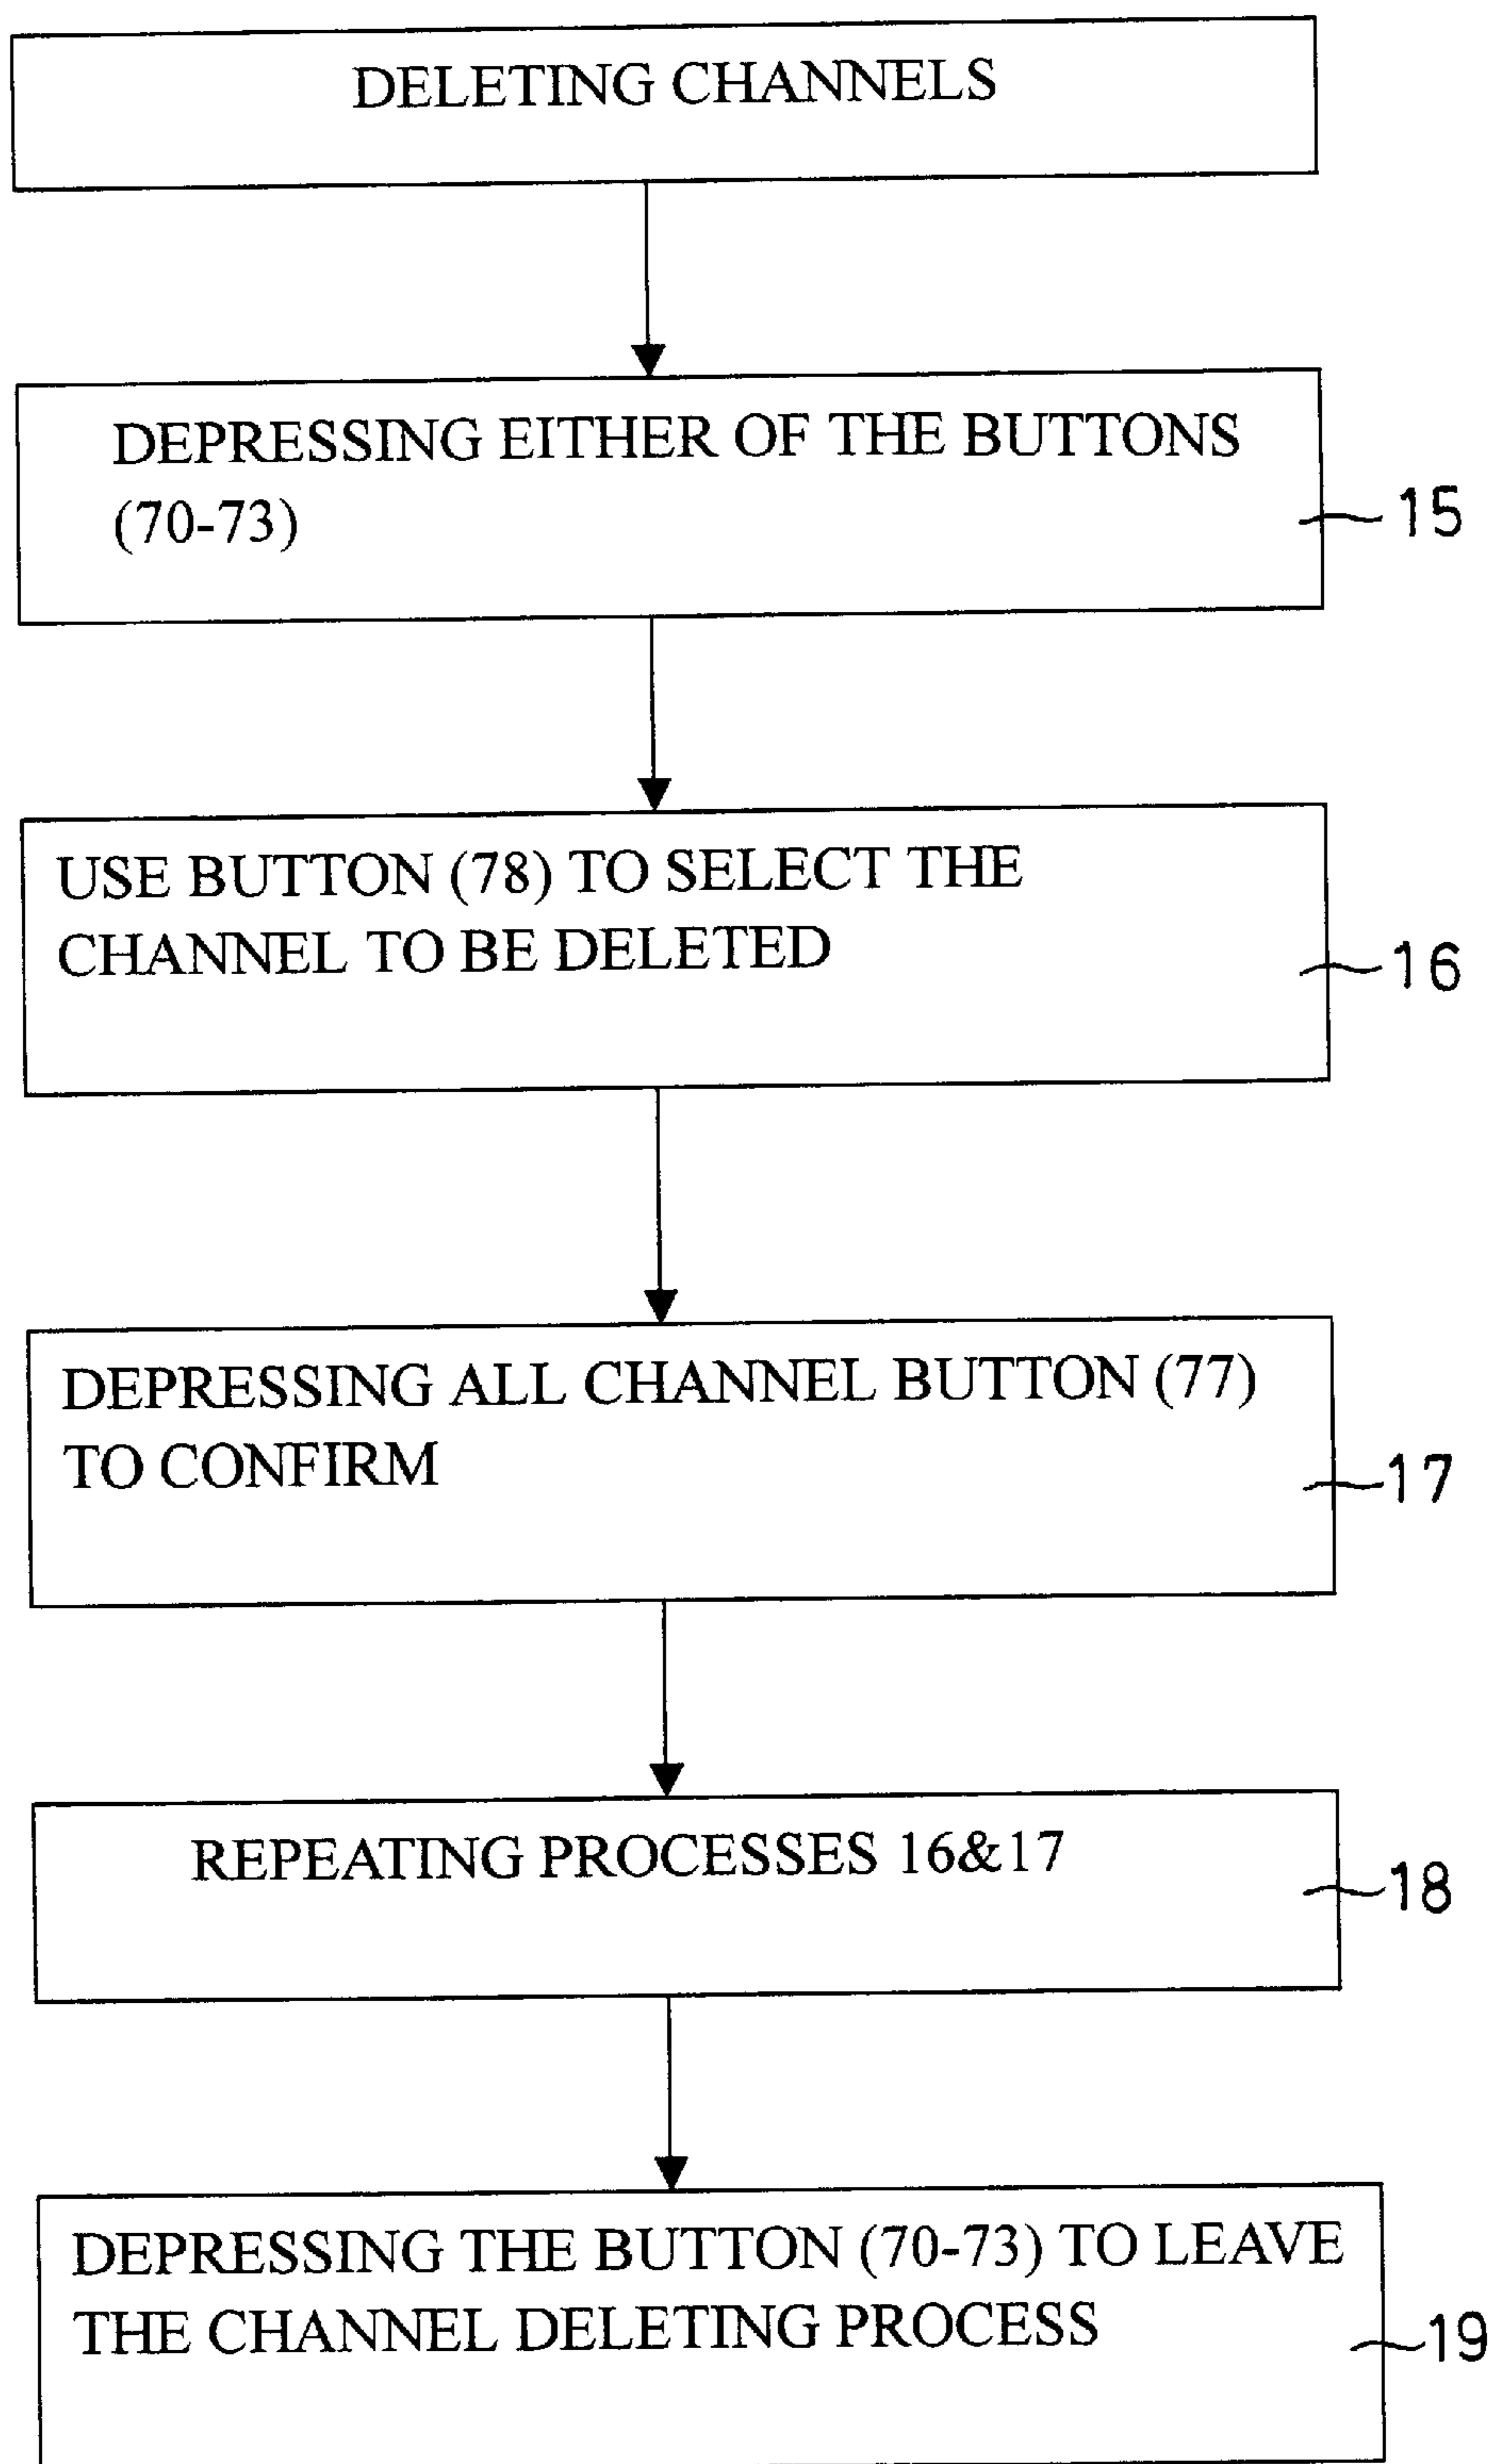 DELETING CHANNELS
DEPRESSING EITHER OF THE BUTTONS
(70-73)
15
USE BUTTON (78) TO SELECT THE
CHANNEL TO BE DELETED
16
DEPRESSING ALL CHANNEL BUTTON (77)
TO CONFIRM
17
REPEATING PROCESSES 16&17
18
DEPRESSING THE BUTTON (70-73) TO LEAVE
THE CHANNEL DELETING PROCESS
19